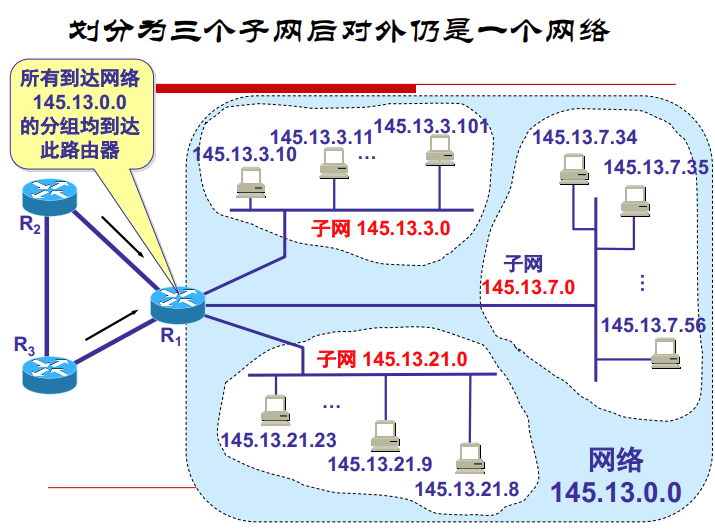 划分为三个子网后对外仍是一个网络
所有到达网络
145.13.0.0
的分组均到达
此路由器
145.13.3.10
145.13.3.11
…
145.13.3.101
子网 145.13.3.0
145.13.7.34
145.13.7.35
子网
145.13.7.0
…
145.13.7.56
R2
R3
R1
子网 145.13.21.0
…
145.13.21.23
145.13.21.9
145.13.21.8
网络
145.13.0.0